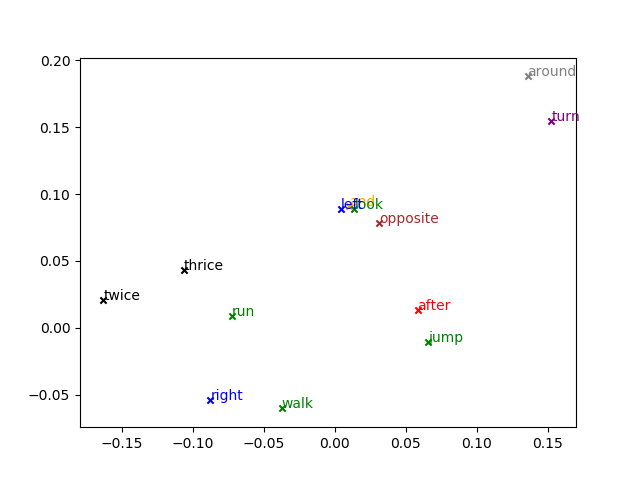 0.20
around
turn
0.15
0.10
and
left
look
opposite
0.05
thrice
twice
run
after
0.00
jump
−0.05
right
walk
−0.15 −0.10 −0.05 0.00 0.05 0.10 0.15